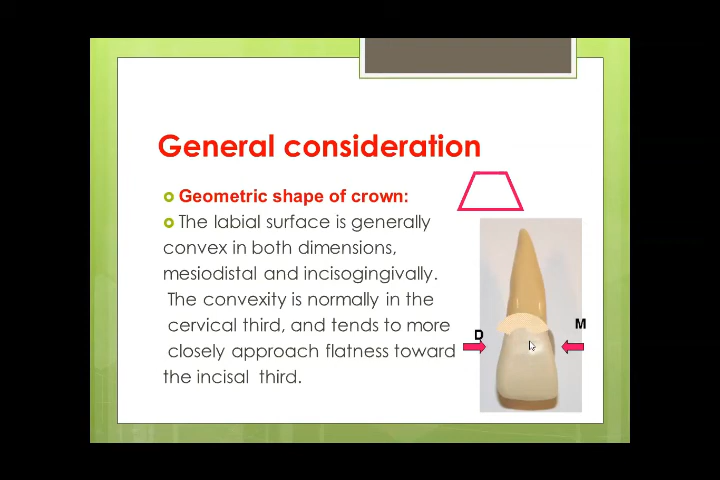 General consideration
Geometric shape of crown:
The labial surface is generally
convex in both dimensions,
mesiodistal and incisogingivally.
The convexity is normally in the
cervical third, and tends to more
closely approach flatness toward
the incisal third.
D
M